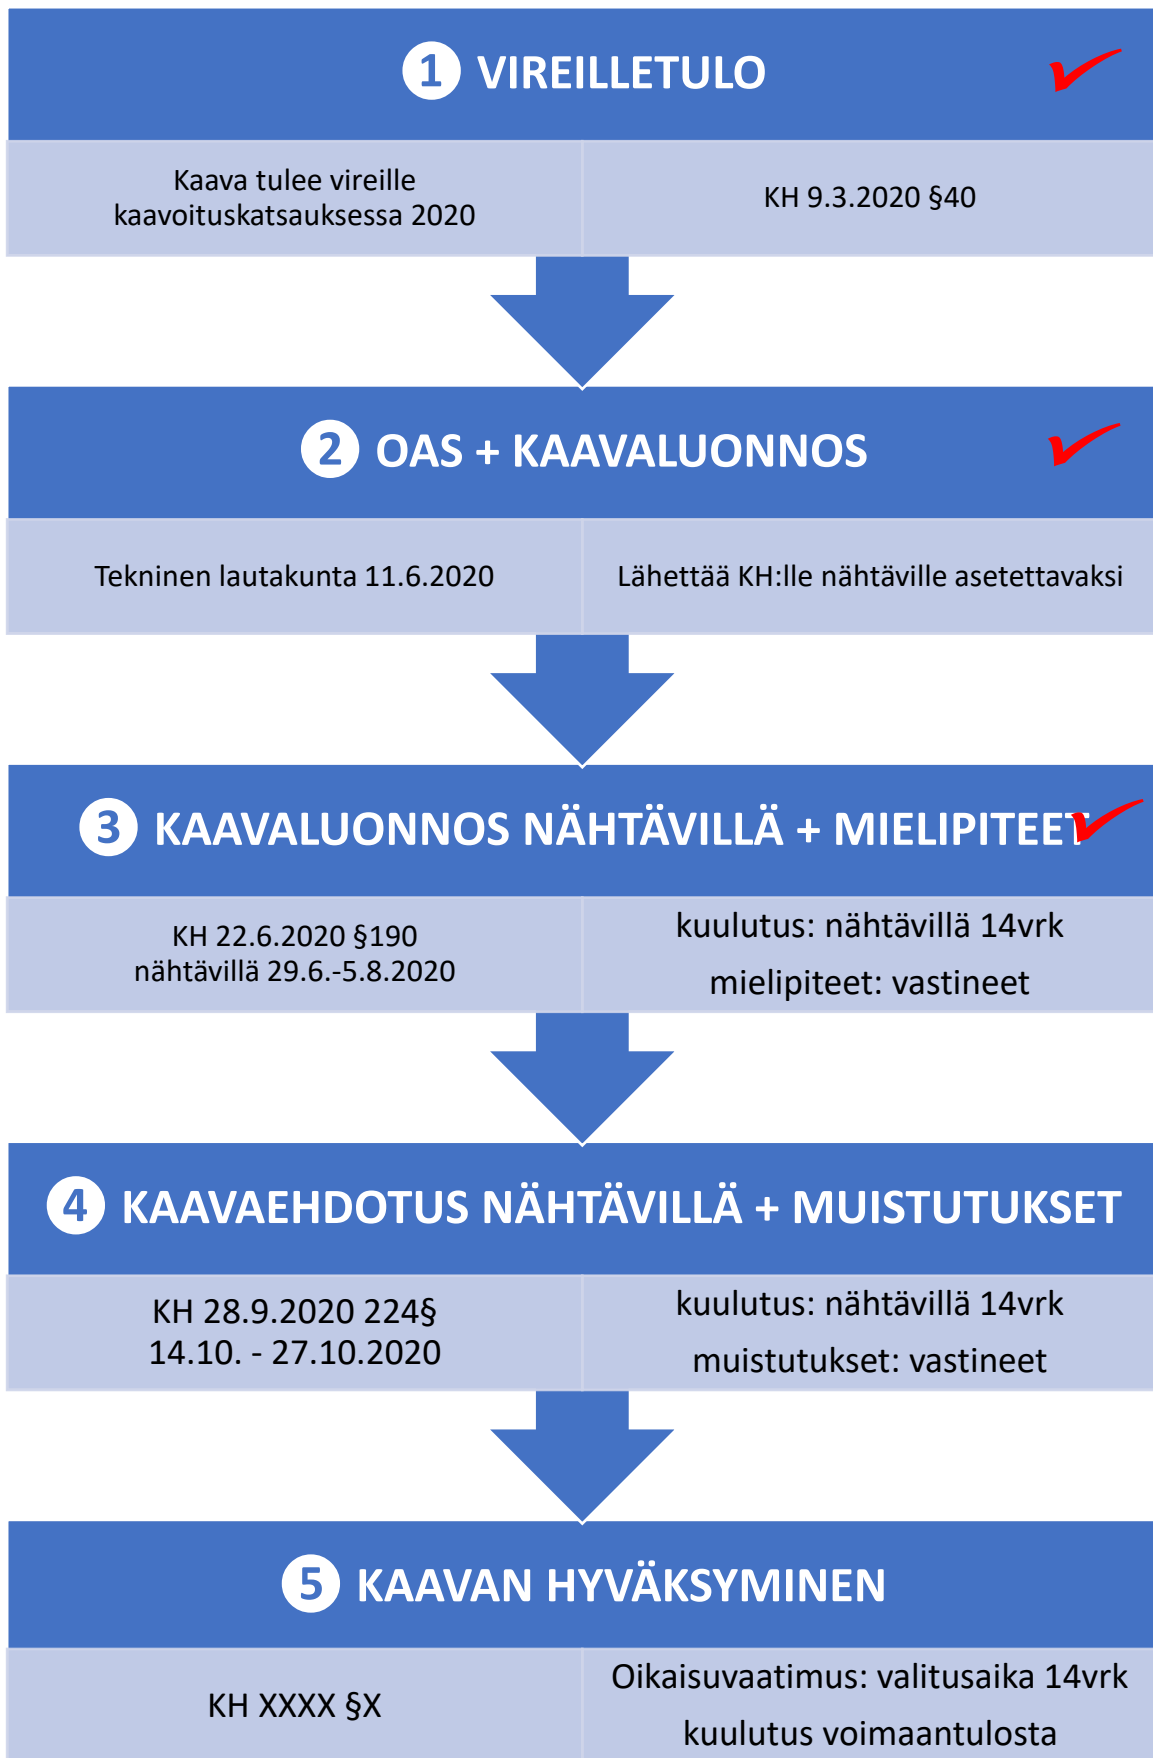 1 VIREILLETULO
Kaava tulee vireille
kaavoituskatsauksessa 2020
KH 9.3.2020 §40
2 OAS + KAAVALUONNOS
Tekninen lautakunta 11.6.2020
Lähettää KH:lle nähtäville asetettavaksi
3 KAAVALUONNOS NÄHTÄVILLÄ + MIELIPITEET
KH 22.6.2020 §190
nähtävillä 29.6.-5.8.2020
kuulutus: nähtävillä 14vrk
mielipiteet: vastineet
4 KAAVAEHDOTUS NÄHTÄVILLÄ + MUISTUTUKSET
KH 28.9.2020 224§
14.10. - 27.10.2020
kuulutus: nähtävillä 14vrk
muistutukset: vastineet
5 KAAVAN HYVÄKSYMINEN
KH XXXX §X
Oikaisuvaatimus: valitusaika 14vrk
kuulutus voimaantulosta